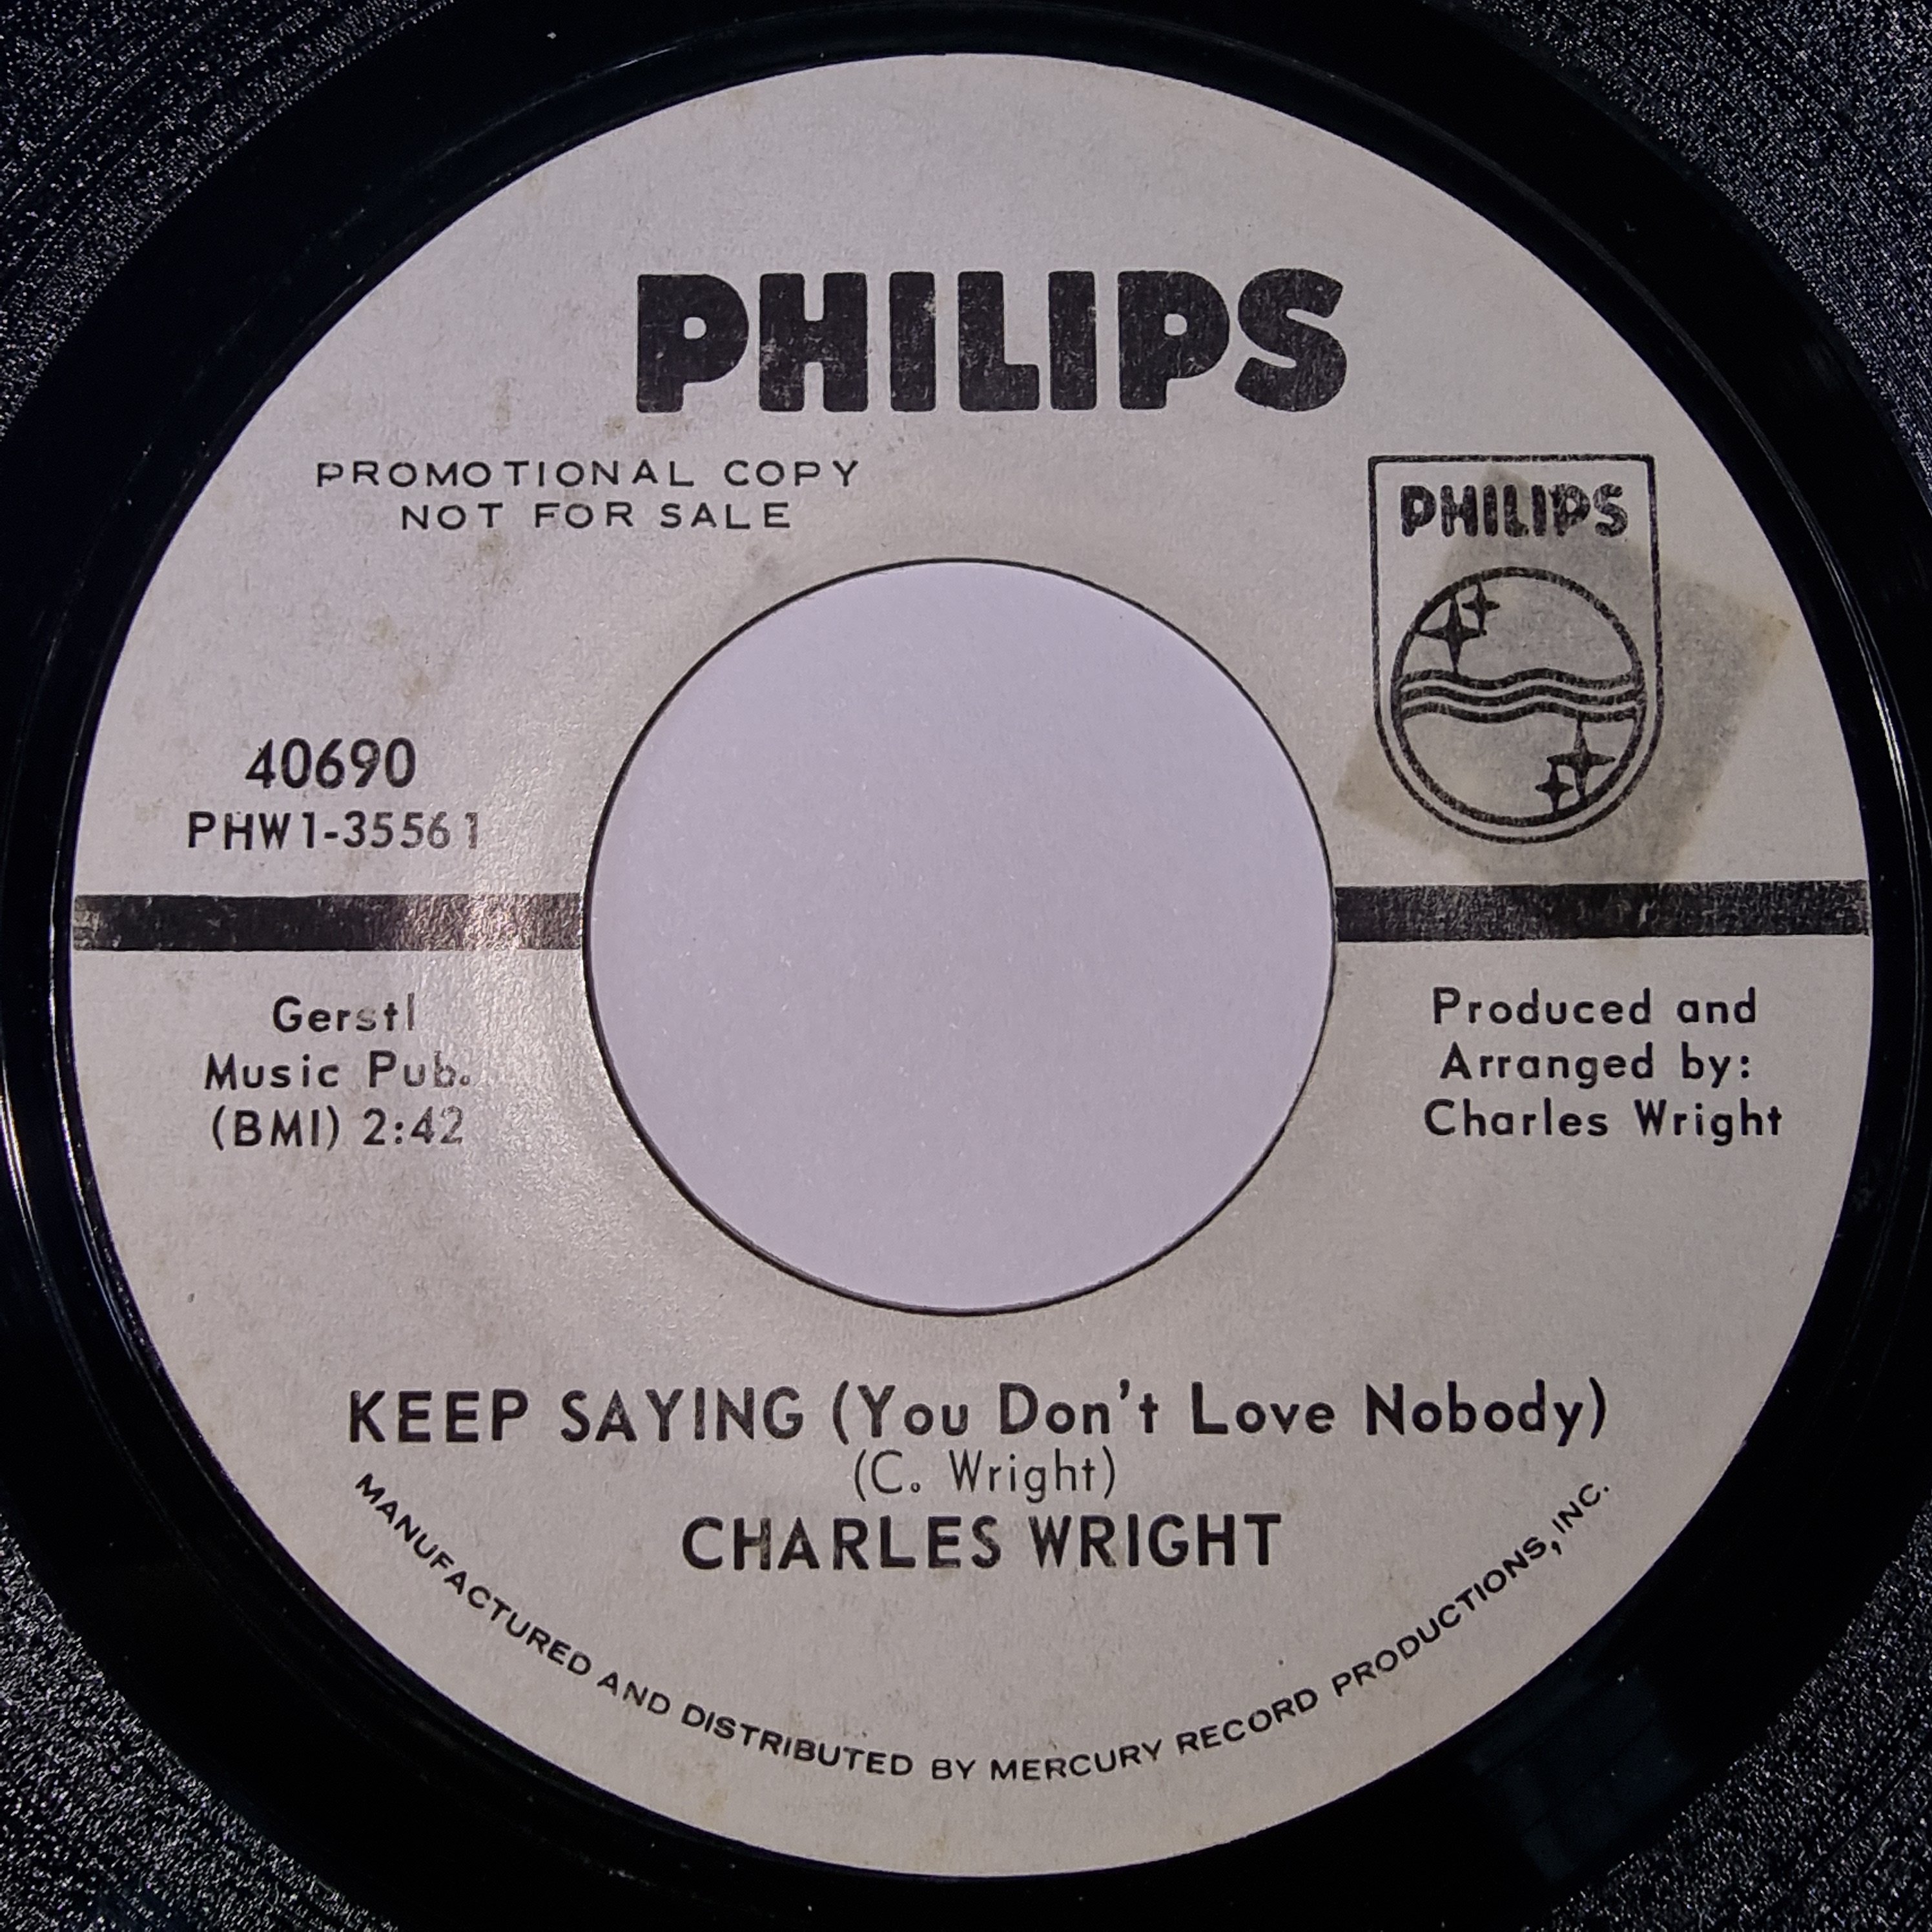 PHILIPS
PROMOTIONAL COPY
NOT FOR SALE
PHILIPS
40690
PHW1-35561
Gerstl
Music Pub.
(BMI) 2:42
Produced and
Arranged by:
Charles Wright
KEEP SAYING (You Don't Love Nobody)
(C. Wright)
CHARLES WRIGHT
MANUFACTURED AND DISTRIBUTED BY MERCURY RECORD PRODUCTIONS, INC.